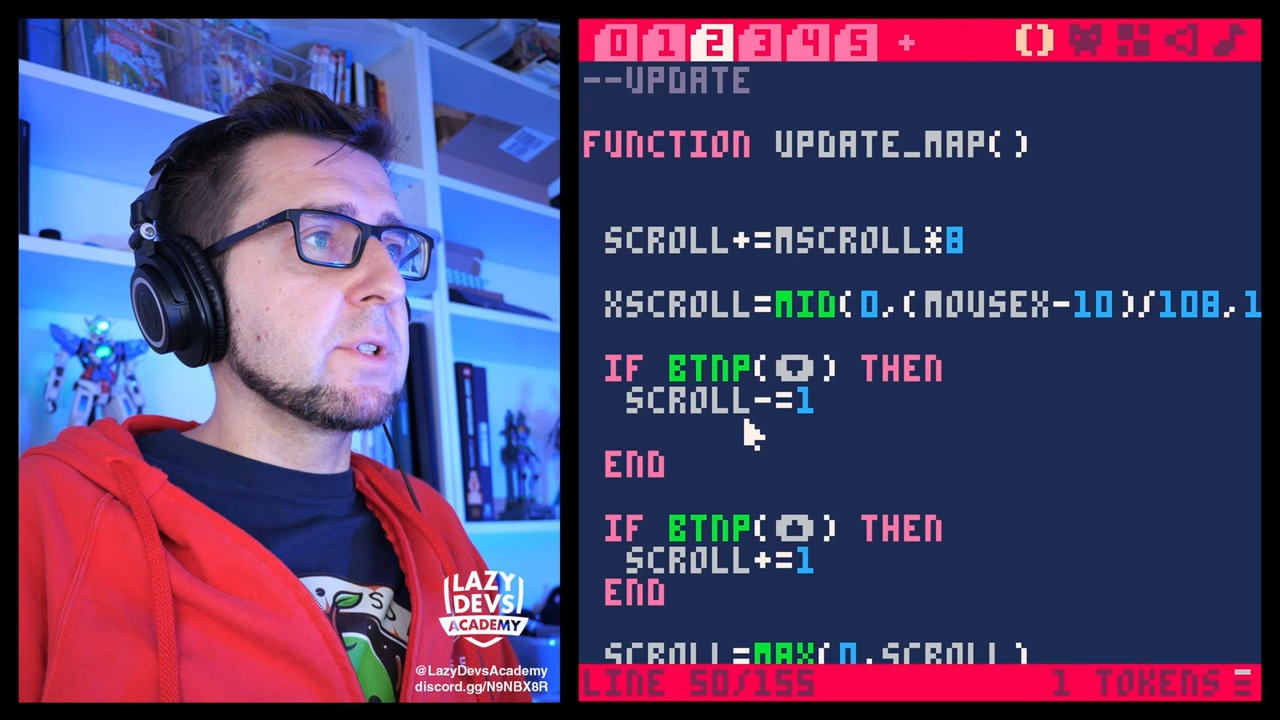 LAZY
DEVS
ACADEMY
@LazyDevsAcademy
discord.gg/N9NBX8R
0 1 2 3 4 5 +
--UPDATE
FUNCTION UPDATE_MAP()
SCROLL+=MSCROLL*8
XSCROLL=MID(0,(MOUSEX-10)/108,1
IF BTNP(⬇️) THEN
SCROLL-=1
END
IF BTNP(⬆️) THEN
SCROLL+=1
END
SCROLL=MAX(0,SCROLL)
LINE 50/155
1 TOKENS